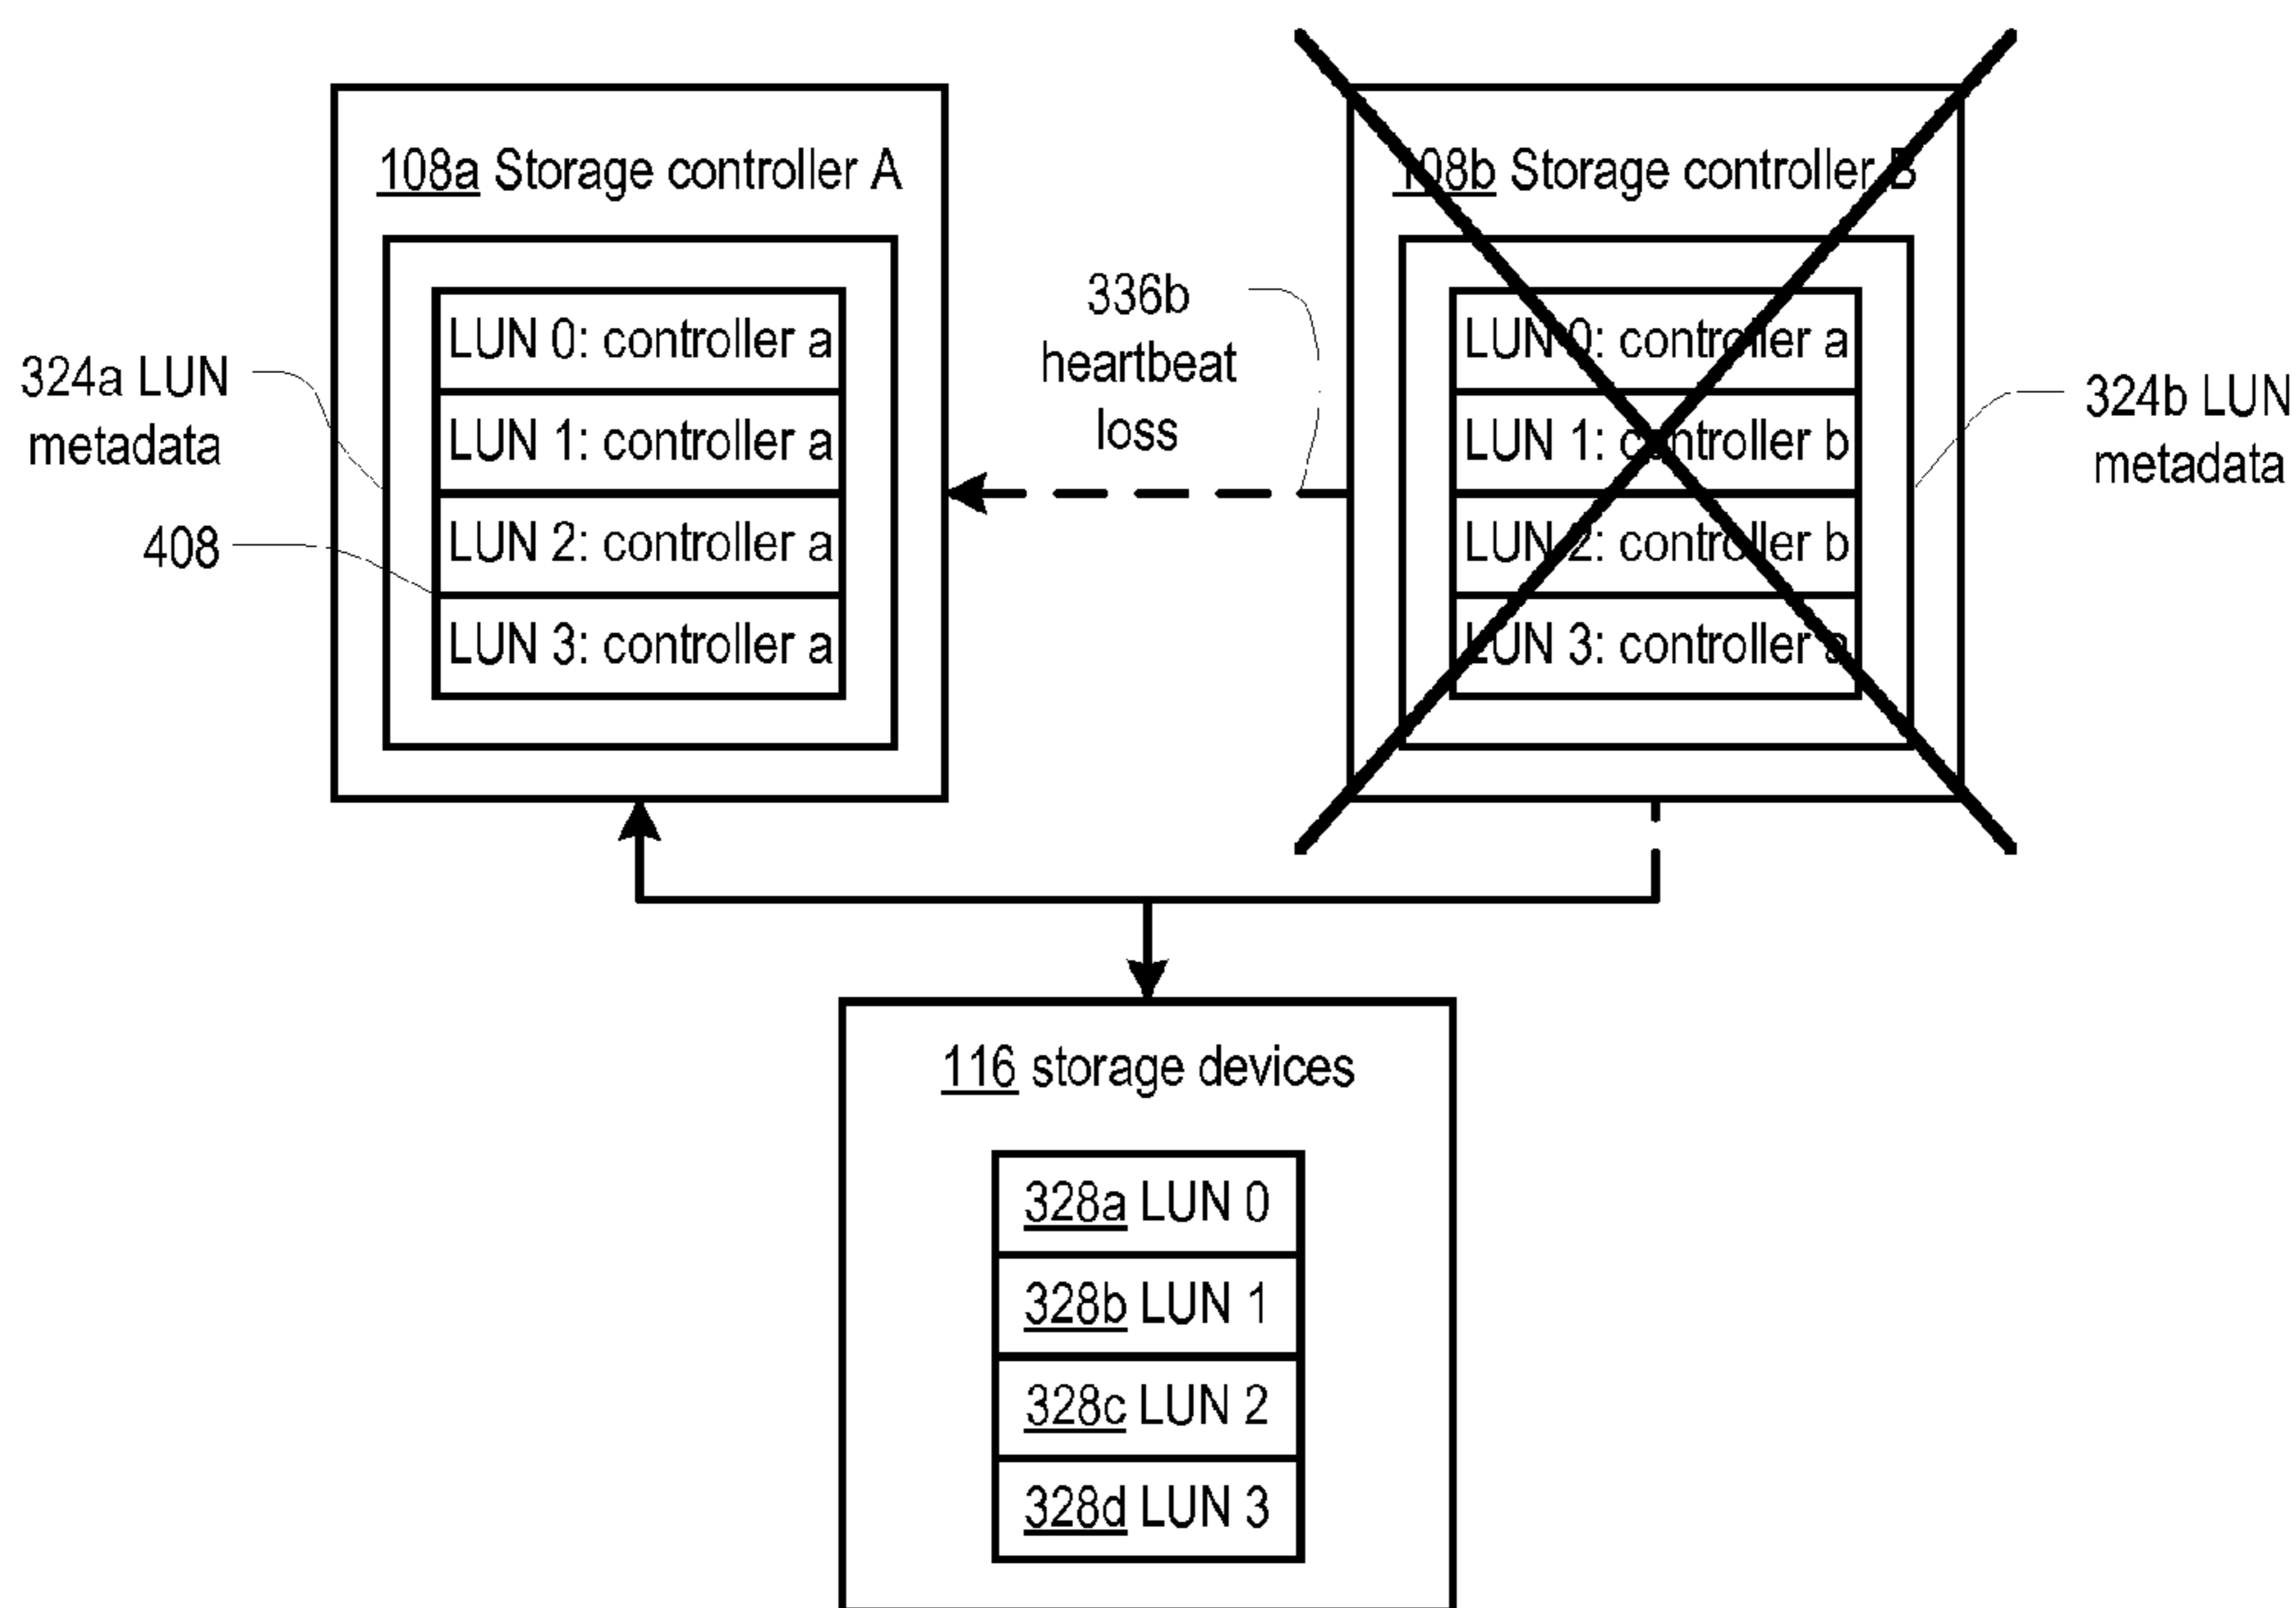 108a Storage controller A
LUN 0: controller a
LUN 1: controller a
LUN 2: controller a
LUN 3: controller a
324a LUN
metadata
408
336b
heartbeat
loss
108b Storage controller B
LUN 0: controller a
LUN 1: controller b
LUN 2: controller b
LUN 3: controller a
324b LUN
metadata
116 storage devices
328a LUN 0
328b LUN 1
328c LUN 2
328d LUN 3